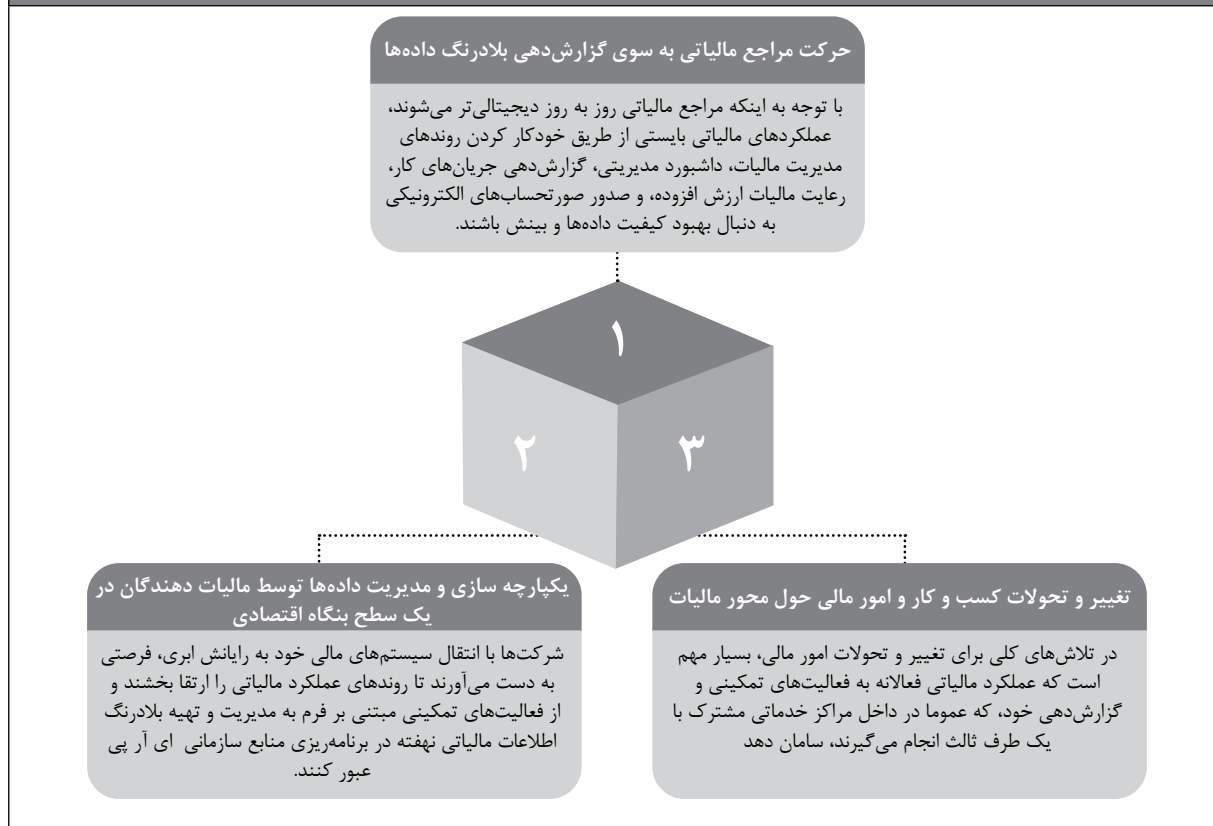 حرکت مراجع مالیاتی به سوی گزارش‌دهی بلادرنگ داده‌ها
با توجه به اینکه مراجع مالیاتی روز به روز دیجیتالی‌تر می‌شوند،
عملکردهای مالیاتی بایستی از طریق خودکار کردن روندهای
مدیریت مالیات، داشبورد مدیریتی، گزارش‌دهی جریان‌های کار،
رعایت مالیات ارزش افزوده، و صدور صورتحساب‌های الکترونیکی
به دنبال بهبود کیفیت داده‌ها و بینش باشند.
۱
۳
۲
تغییر و تحولات کسب و کار و امور مالی حول محور مالیات
در تلاش‌های کلی برای تغییر و تحولات امور مالی، بسیار مهم
است که عملکرد مالیاتی فعالانه به فعالیت‌های تمکینی و
گزارش‌دهی خود، که عموما در داخل مراکز خدماتی مشترک با
یک طرف ثالث انجام می‌گیرند، سامان دهد
یکپارچه سازی و مدیریت داده‌ها توسط مالیات دهندگان در
یک سطح بنگاه اقتصادی
شرکت‌ها با انتقال سیستم‌های مالی خود به رایانش ابری، فرصتی
به دست می‌آورند تا روندهای عملکرد مالیاتی را ارتقا بخشند و
از فعالیت‌های تمکینی مبتنی بر فرم به مدیریت و تهیه بلادرنگ
اطلاعات مالیاتی نهفته در برنامه‌ریزی منابع سازمانی ای آر پی
عبور کنند.